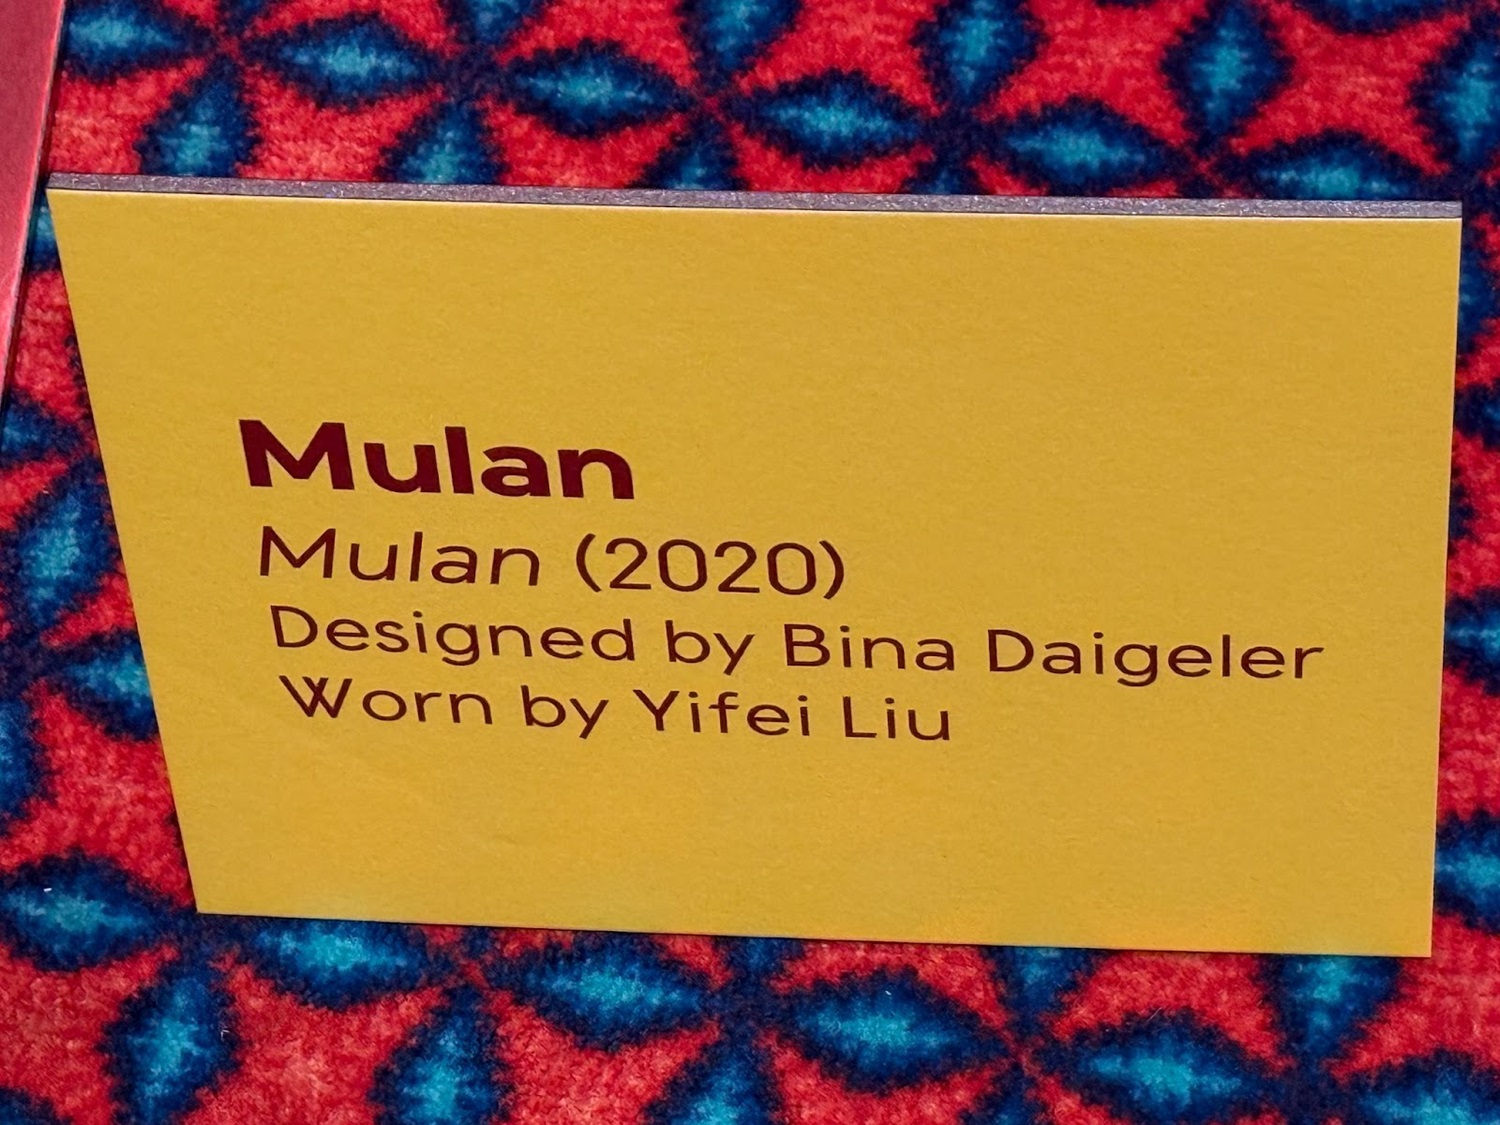 Mulan
Mulan (2020)
Designed by Bina Daigeler
Worn by Yifei Liu